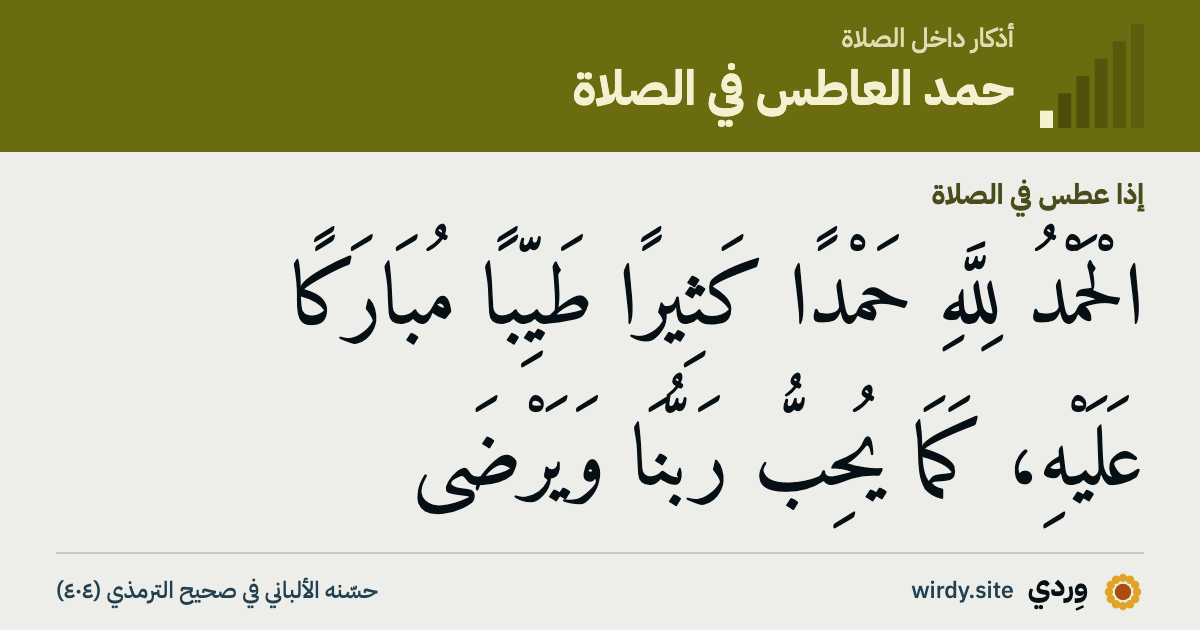 أذكار داخل الصلاة
حمد العاطس في الصلاة
إذا عطس في الصلاة
الْحَمْدُ لِلَّهِ حَمْدًا كَثِيرًا طَيِّبًا مُبَارَكًا
عَلَيْهِ، كَمَا يُحِبُّ رَبُّنَا وَيَرْضَى
وِردي wirdy.site
حسّنه الألباني في صحيح الترمذي (٤٠٤)